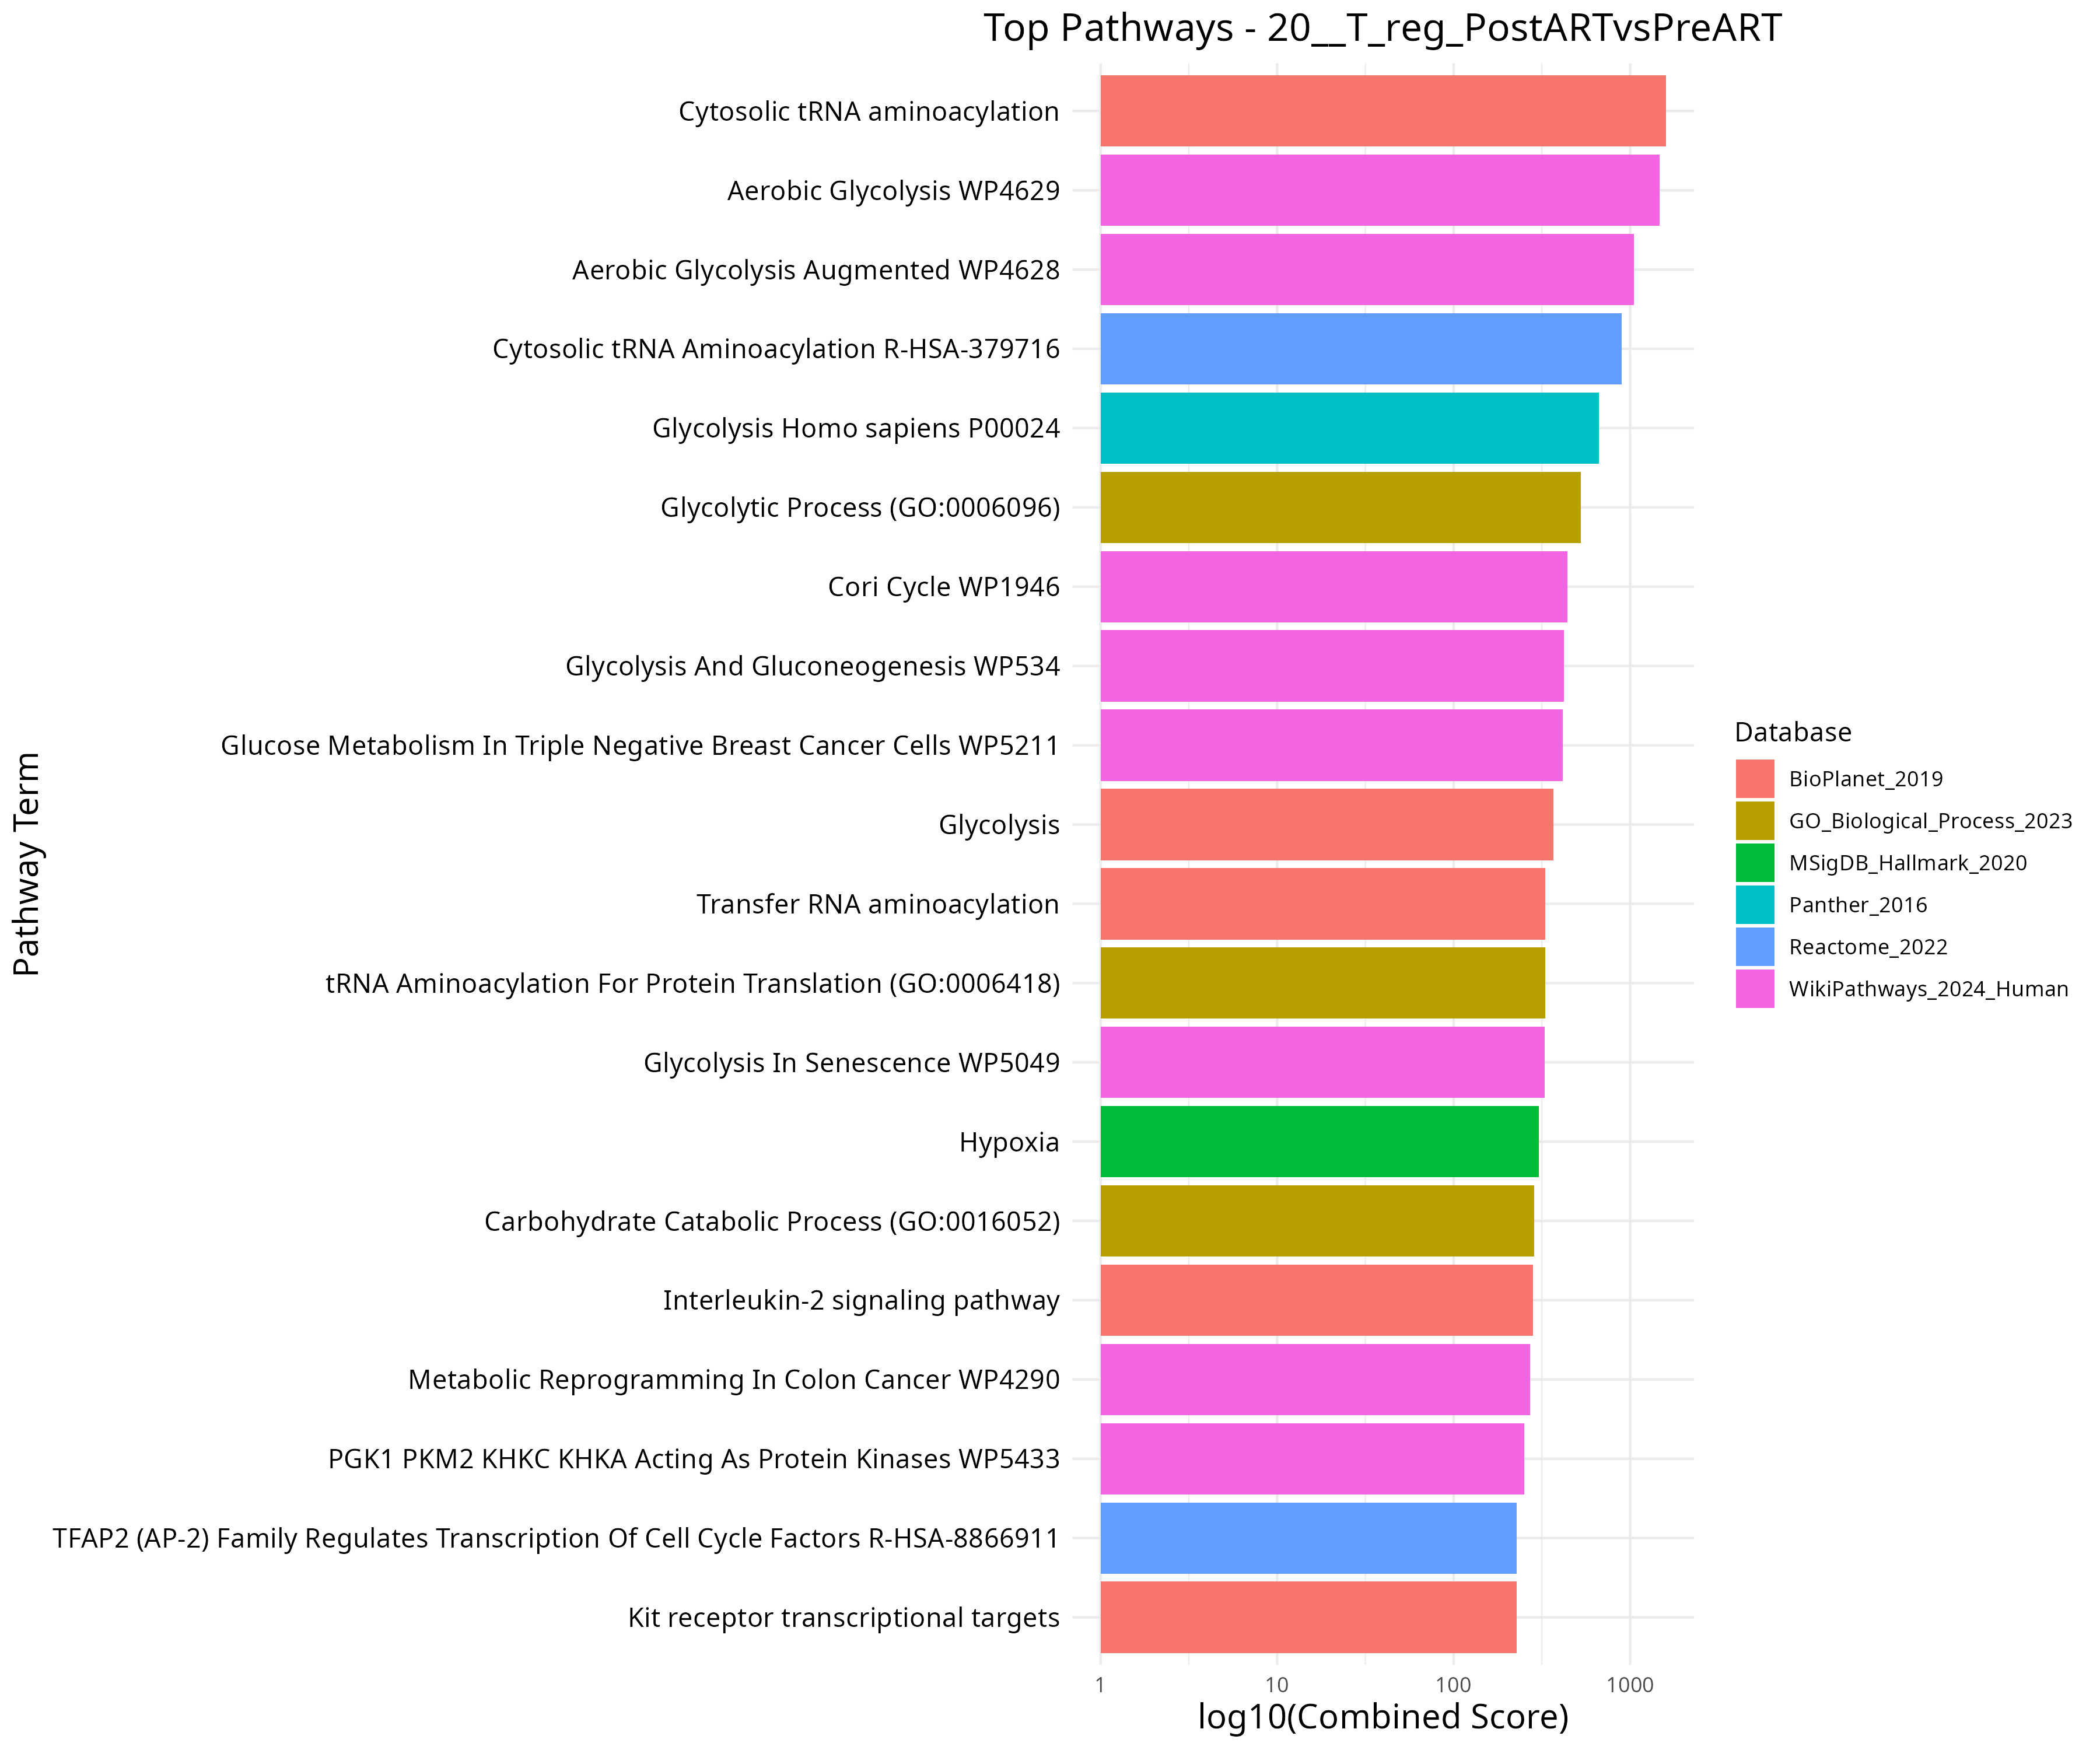 Top Pathways - 20__T_reg_PostARTvsPreART
Pathway Term
Cytosolic tRNA aminoacylation
Aerobic Glycolysis WP4629
Aerobic Glycolysis Augmented WP4628
Cytosolic tRNA Aminoacylation R-HSA-379716
Glycolysis Homo sapiens P00024
Glycolytic Process (GO:0006096)
Cori Cycle WP1946
Glycolysis And Gluconeogenesis WP534
Glucose Metabolism In Triple Negative Breast Cancer Cells WP5211
Glycolysis
Transfer RNA aminoacylation
tRNA Aminoacylation For Protein Translation (GO:0006418)
Glycolysis In Senescence WP5049
Hypoxia
Carbohydrate Catabolic Process (GO:0016052)
Interleukin-2 signaling pathway
Metabolic Reprogramming In Colon Cancer WP4290
PGK1 PKM2 KHKC KHKA Acting As Protein Kinases WP5433
TFAP2 (AP-2) Family Regulates Transcription Of Cell Cycle Factors R-HSA-8866911
Kit receptor transcriptional targets
1 10 100 1000
log10(Combined Score)
Database
BioPlanet_2019
GO_Biological_Process_2023
MSigDB_Hallmark_2020
Panther_2016
Reactome_2022
WikiPathways_2024_Human